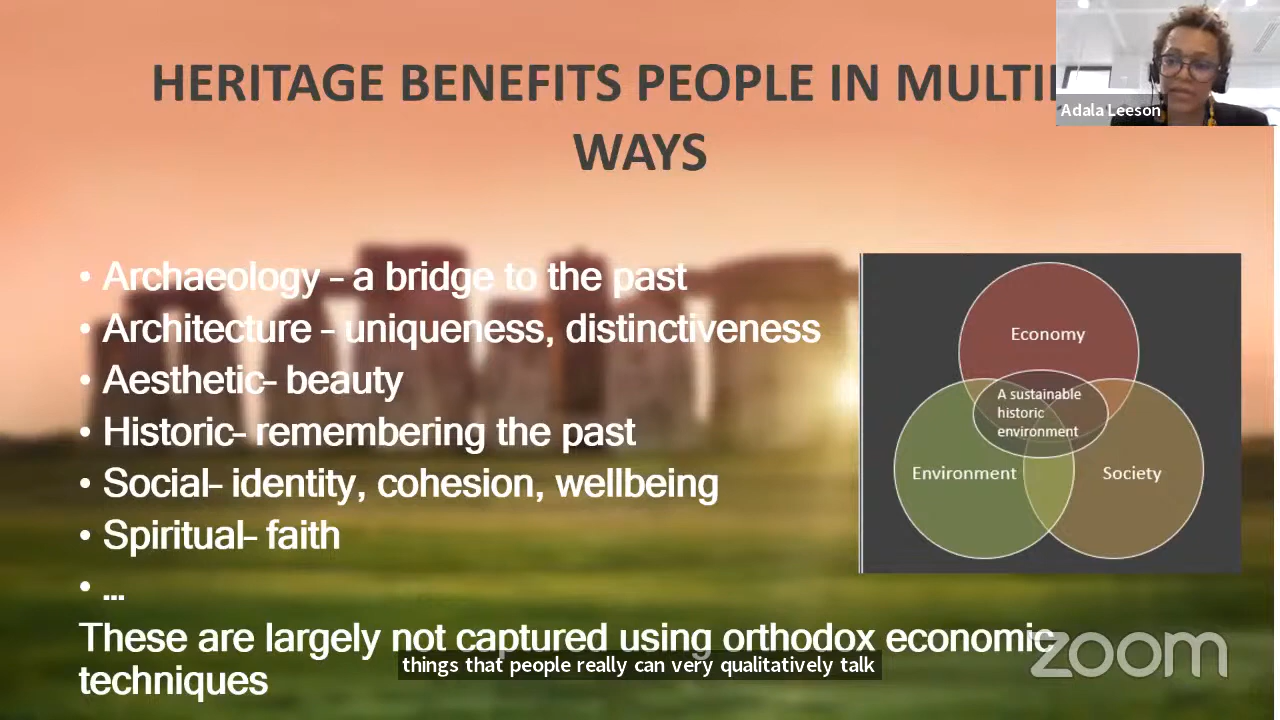 HERITAGE BENEFITS PEOPLE IN
WAYS
Adala Leeson
• Archaeology – a bridge to the past
• Architecture – uniqueness, distinctiveness
• Aesthetic– beauty
• Historic– remembering the past
• Social– identity, cohesion, wellbeing
• Spiritual– faith
• ...
These are largely not captured using orthodox economic
techniques
Economy
A sustainable
historic
environment
Environment
Society
things that people really can very qualitatively talk
zoom